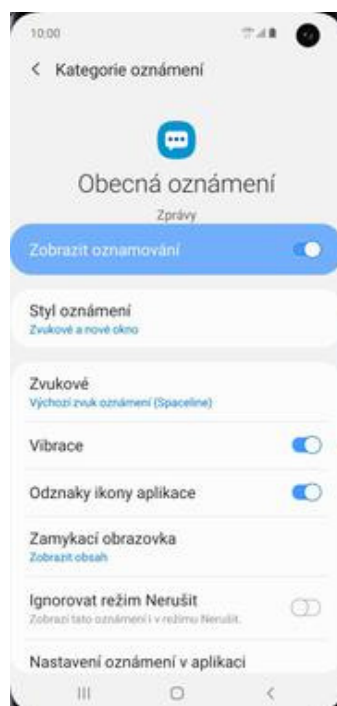 10:00
Kategorie oznámení
Obecná oznámení
Zprávy
Zobrazit oznamování
Styl oznámení
Zvukové a nové okno
Zvukové
Výchozí zvuk oznámení (Spaceline)
Vibrace
Odznaky ikony aplikace
Zamykací obrazovka
Zobrazit obsah
Ignorovat režim Nerušit
Zobrazí tato oznámení i v režimu Nerušit.
Nastavení oznámení v aplikaci